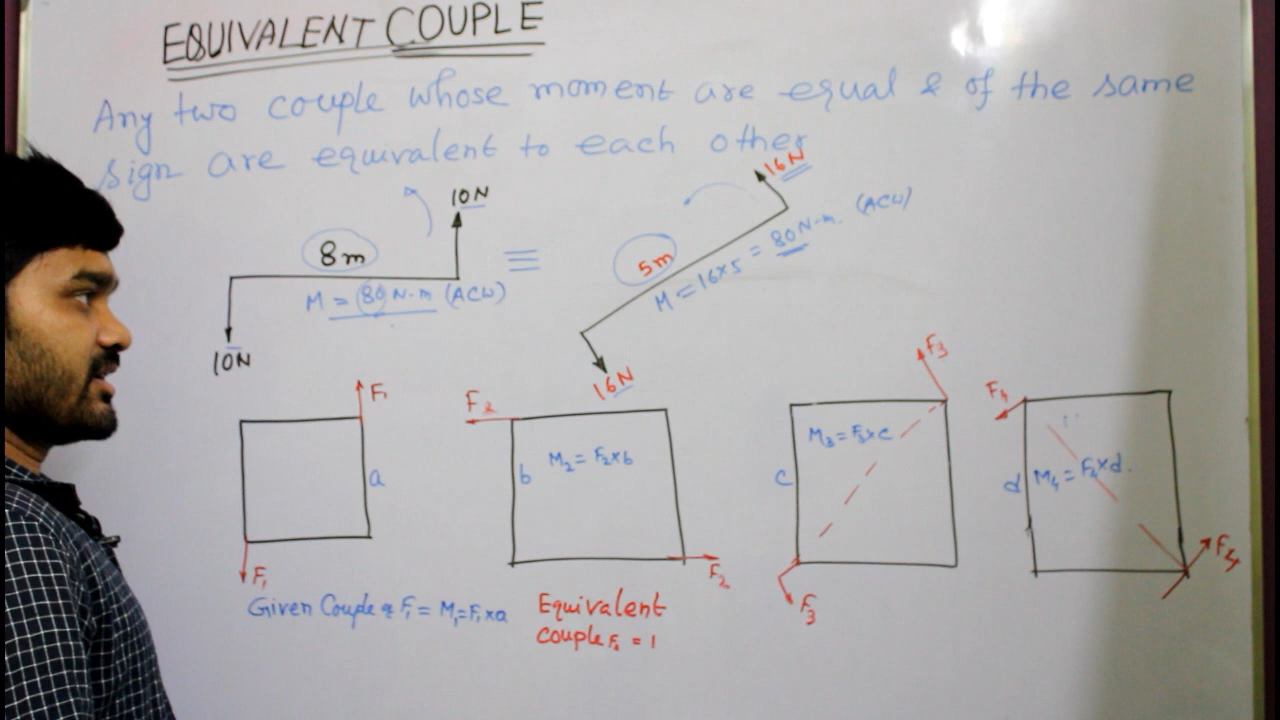 EQUIVALENT COUPLE
Any two couple whose moment are equal & of the same
sign are equivalent to each other
10N
8m
M = 80 N-m (ACW)
10N
≡
16N
5m
M = 16×5 = 80 N-m. (ACW)
16N
F₁
a
F₁
Given Couple F₁ = M₁=F₁×a
F₂
b
M₂ = F₂×b
F₂
Equivalent
couple = 1
F₃
M₃ = F₃×c
c
F₃
F₄
d
M₄ = F₄×d.
F₄